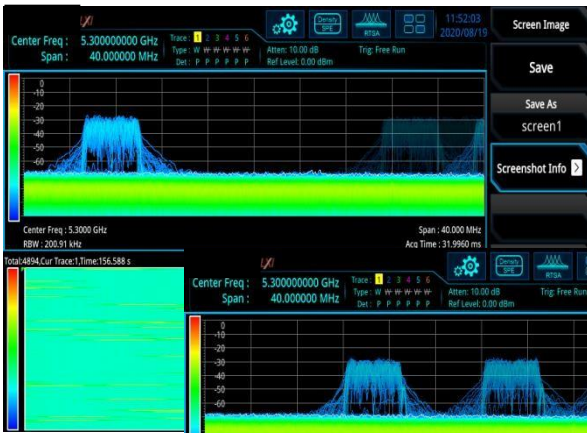 11:52:03
2020/08/19
Center Freq : 5.300000000 GHz
Span : 40.000000 MHz
Trace : 1 2 3 4 5 6
Type : W W W W W W
Det : P P P P P P
Atten: 10.00 dB
Ref Level: 0.00 dBm
Trig: Free Run
Density
SPE
RTSA
Screen Image
Save
Save As
screen1
Screenshot Info
0
-10
-20
-30
-40
-50
-60
Center Freq : 5.3000 GHz
Span : 40.000 MHz
RBW : 200.91 kHz
Acq Time : 31.9960 ms
Total:4894,Cur Trace:1,Time:156.588 s
Center Freq : 5.300000000 GHz
Span : 40.000000 MHz
Trace : 1 2 3 4 5 6
Type : W W W W W W
Det : P P P P P P
Atten: 10.00 dB
Ref Level: 0.00 dBm
Trig: Free Run
Density
SPE
RTSA
0
-10
-20
-30
-40
-50
-60